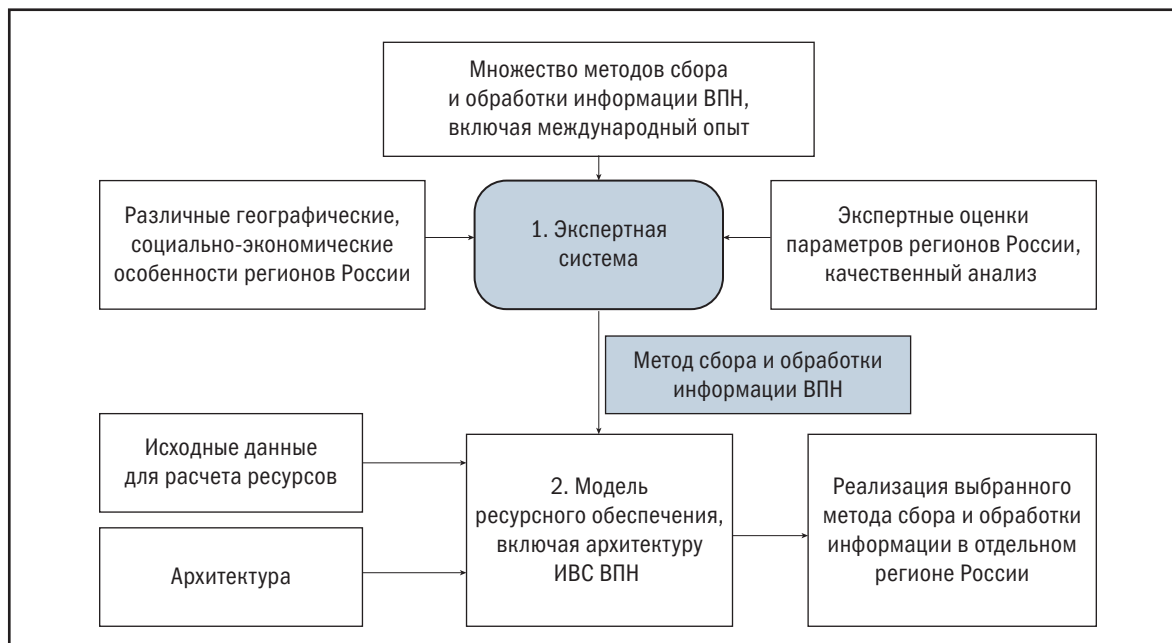 Множество методов сбора
и обработки информации ВПН,
включая международный опыт
Различные географические,
социально-экономические
особенности регионов России
1. Экспертная
система
Экспертные оценки
параметров регионов России,
качественный анализ
Метод сбора и обработки
информации ВПН
Исходные данные
для расчета ресурсов
Архитектура
2. Модель
ресурсного обеспечения,
включая архитектуру
ИВС ВПН
Реализация выбранного
метода сбора и обработки
информации в отдельном
регионе России